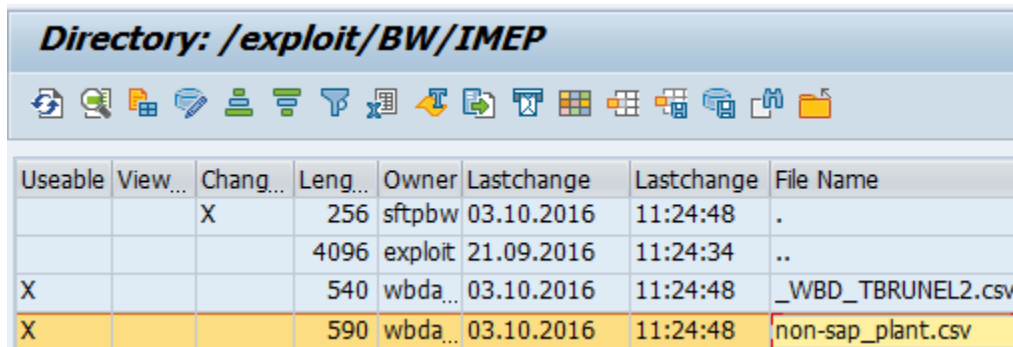 Directory: /exploit/BW/IMEP
Useable View... Chang... Leng... Owner Lastchange Lastchange File Name
X 256 sftpbw 03.10.2016 11:24:48 .
4096 exploit 21.09.2016 11:24:34 ..
X 540 wbda... 03.10.2016 11:24:48 _WBD_TBRUNEL2.csv
X 590 wbda... 03.10.2016 11:24:48 non-sap_plant.csv